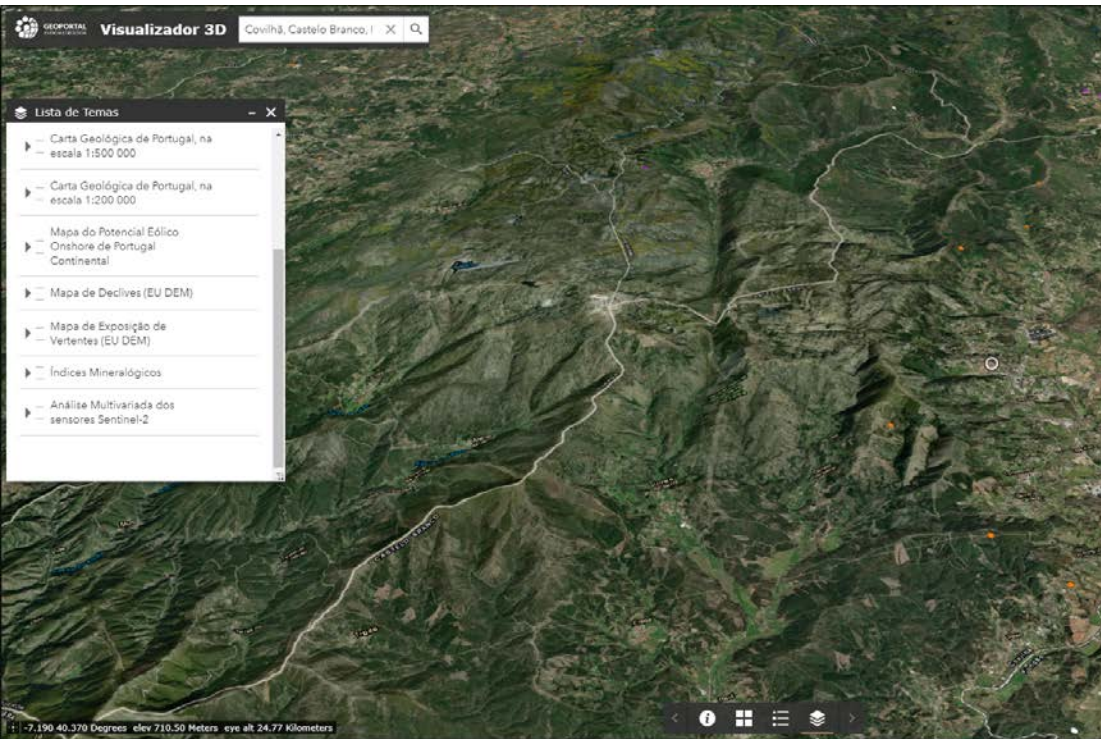 GEOPORTAL
Visualizador 3D
Covilhã, Castelo Branco, I
Lista de Temas
Carta Geológica de Portugal, na
escala 1:500 000
Carta Geológica de Portugal, na
escala 1:200 000
Mapa do Potencial Eólico
Onshore de Portugal
Continental
Mapa de Declives (EU DEM)
Mapa de Exposição de
Vertentes (EU DEM)
Índices Mineralógicos
Análise Multivariada dos
sensores Sentinel-2
CASTELO BRANCO
-7.190 40.370 Degrees elev 710.50 Meters eye alt 24.77 Kilometers